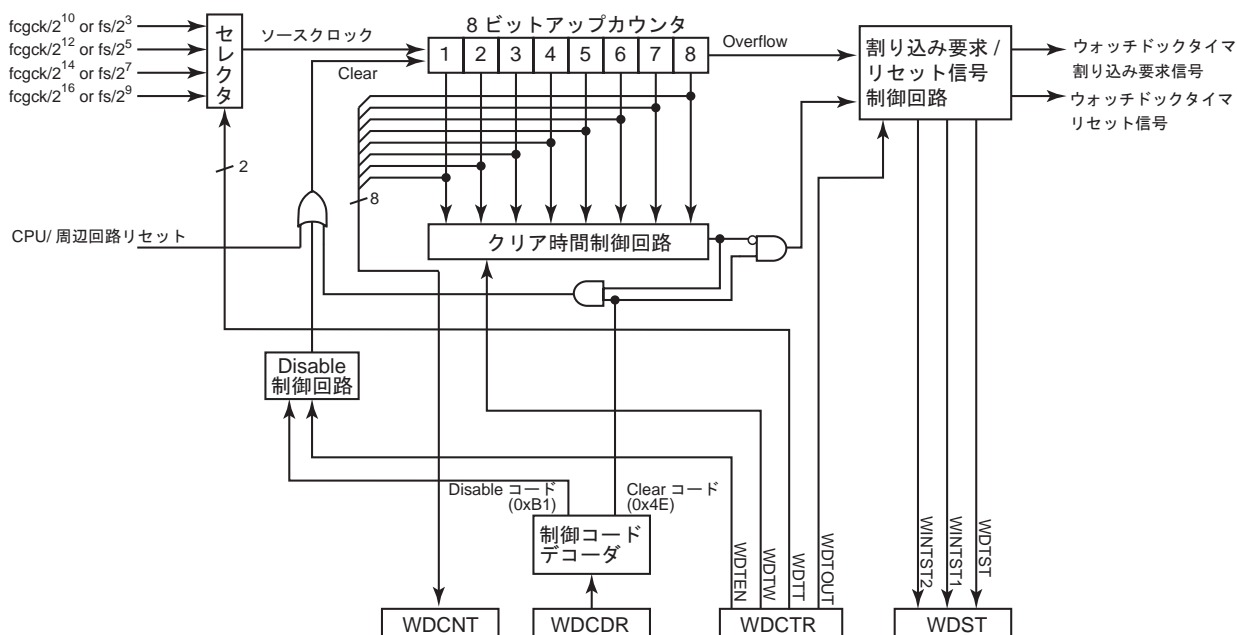 8 ビットアップカウンタ
fcgck/2^10 or fs/2^3
fcgck/2^12 or fs/2^5
fcgck/2^14 or fs/2^7
fcgck/2^16 or fs/2^9
セレクタ
ソースクロック
Clear
1 2 3 4 5 6 7 8
Overflow
割り込み要求 /
リセット信号
制御回路
ウォッチドックタイマ
割り込み要求信号
ウォッチドックタイマ
リセット信号
2
8
CPU/ 周辺回路リセット
クリア時間制御回路
Disable
制御回路
Disable コード
(0xB1)
Clear コード
(0x4E)
制御コード
デコーダ
WDTEN
WDTW
WDTT
WDTOUT
WINTST2
WINTST1
WDTST
WDCNT
WDCDR
WDCTR
WDST